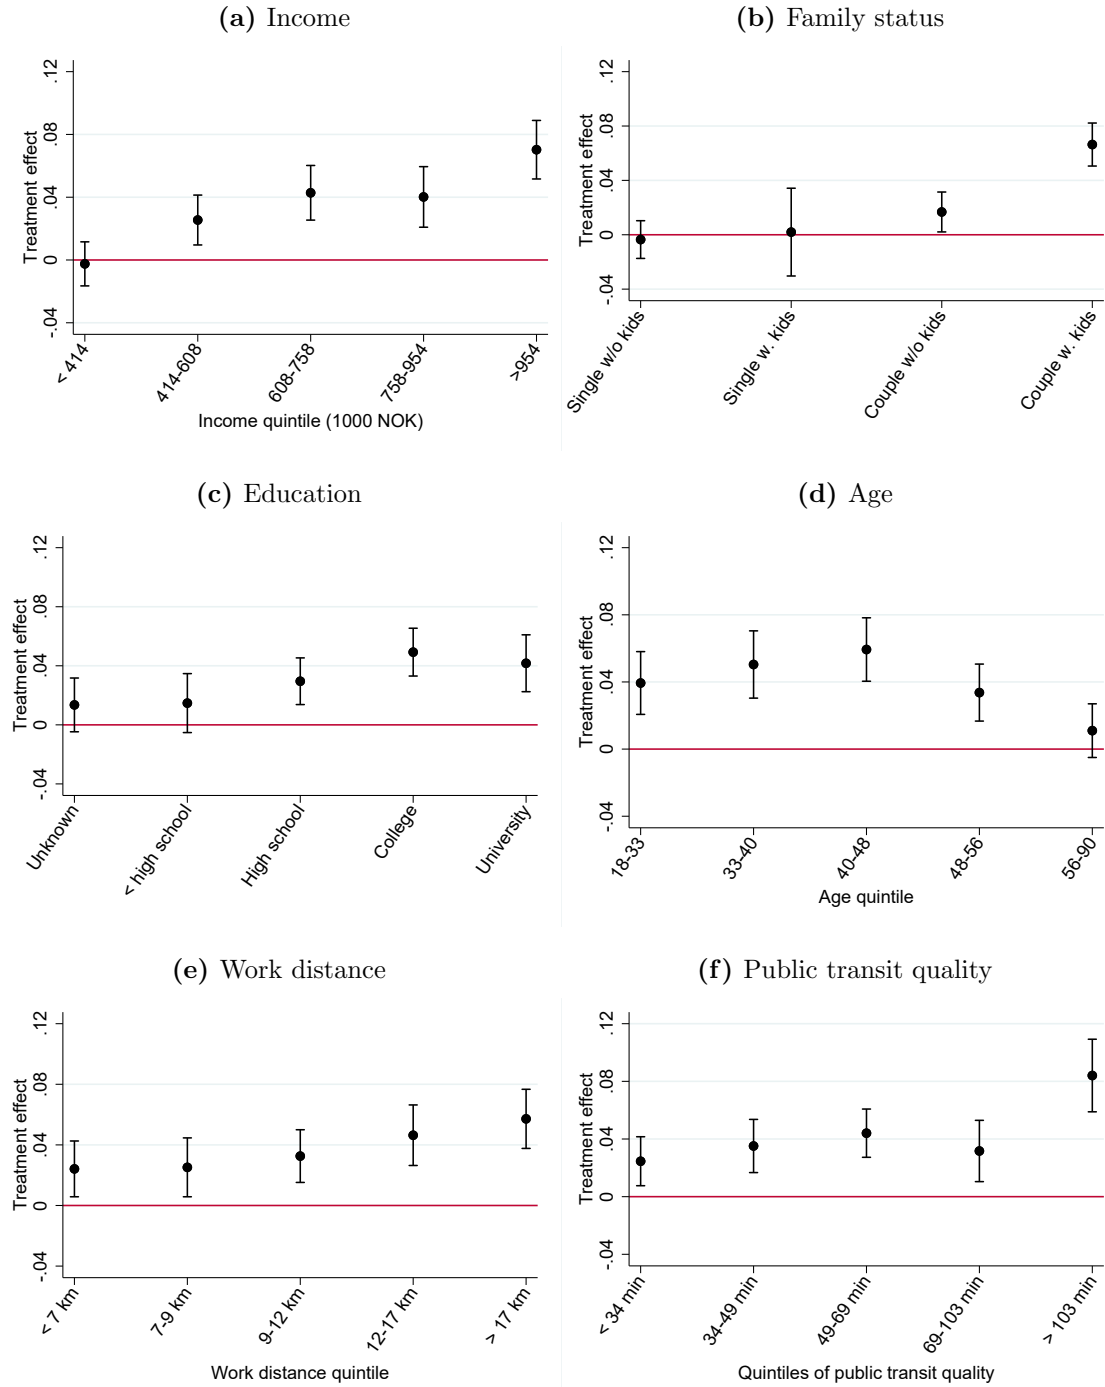 (a) Income
.12
.08
.04
0
-.04
Treatment effect
< 414
414-608
608-758
758-954
>954
Income quintile (1000 NOK)
(b) Family status
.12
.08
.04
0
-.04
Treatment effect
Single w/o kids
Single w. kids
Couple w/o kids
Couple w. kids
(c) Education
.12
.08
.04
0
-.04
Treatment effect
Unknown
< high school
High school
College
University
(d) Age
.12
.08
.04
0
-.04
Treatment effect
18-33
33-40
40-48
48-56
56-90
Age quintile
(e) Work distance
.12
.08
.04
0
-.04
Treatment effect
< 7 km
7-9 km
9-12 km
12-17 km
> 17 km
Work distance quintile
(f) Public transit quality
.12
.08
.04
0
-.04
Treatment effect
< 34 min
34-49 min
49-69 min
69-103 min
> 103 min
Quintiles of public transit quality